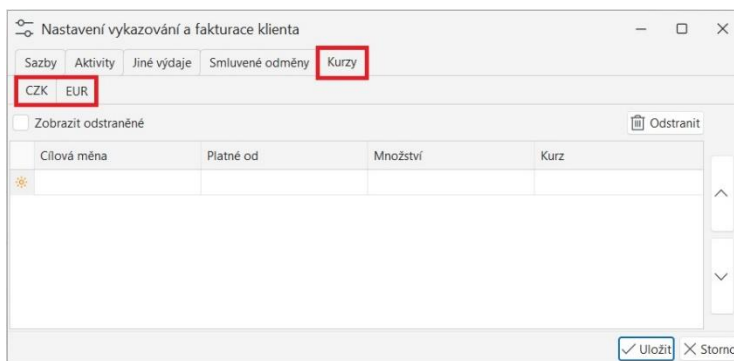 Nastavení vykazování a fakturace klienta
Sazby Aktivity Jiné výdaje Smluvené odměny Kurzy
CZK EUR
Zobrazit odstraněné Odstranit
Cílová měna Platné od Množství Kurz
Uložit Storno